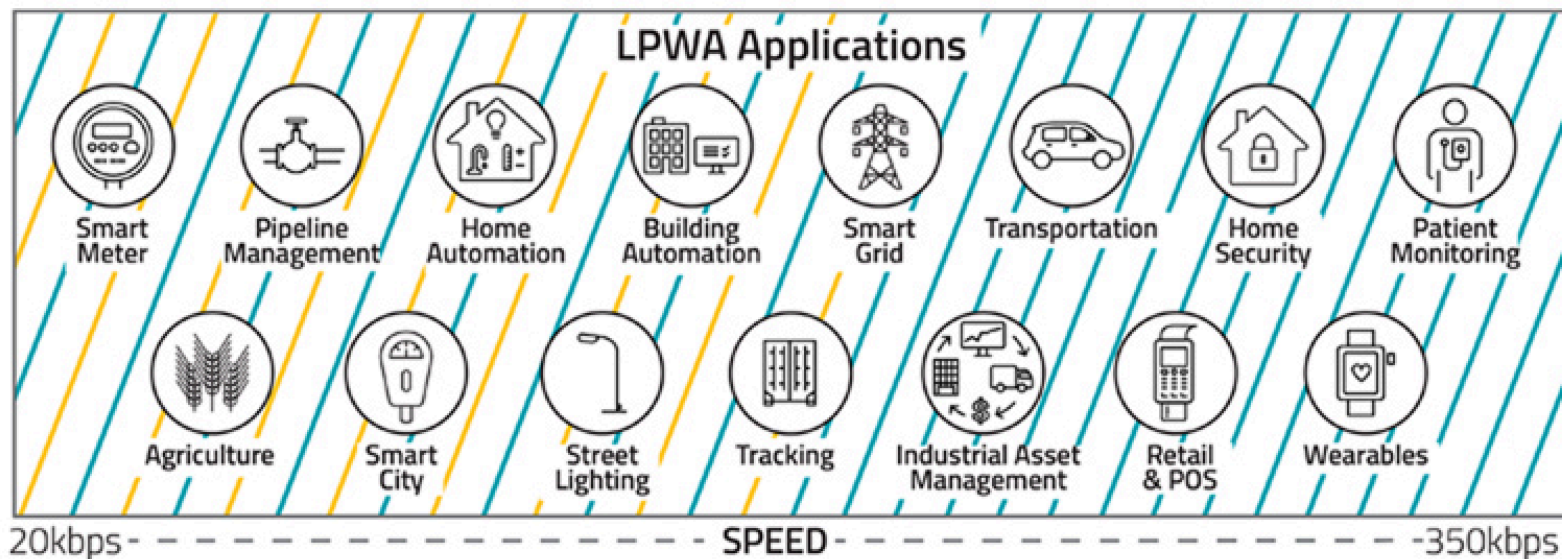 LPWA Applications
Smart
Meter
Pipeline
Management
Home
Automation
Building
Automation
Smart
Grid
Transportation
Home
Security
Patient
Monitoring
Agriculture
Smart
City
Street
Lighting
Tracking
Industrial Asset
Management
Retail
& POS
Wearables
20kbps SPEED 350kbps